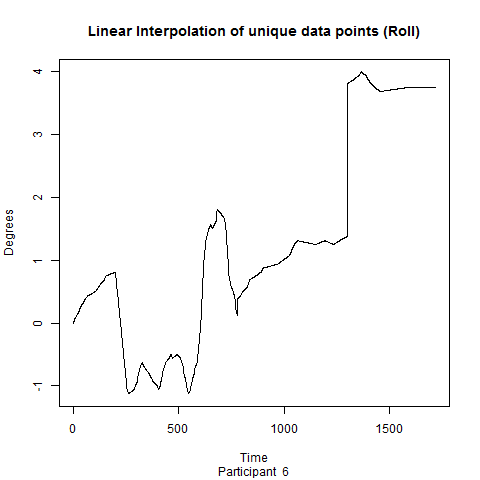 Linear Interpolation of unique data points (Roll)
4
3
2
1
0
-1
Degrees
0 500 1000 1500
Time
Participant 6